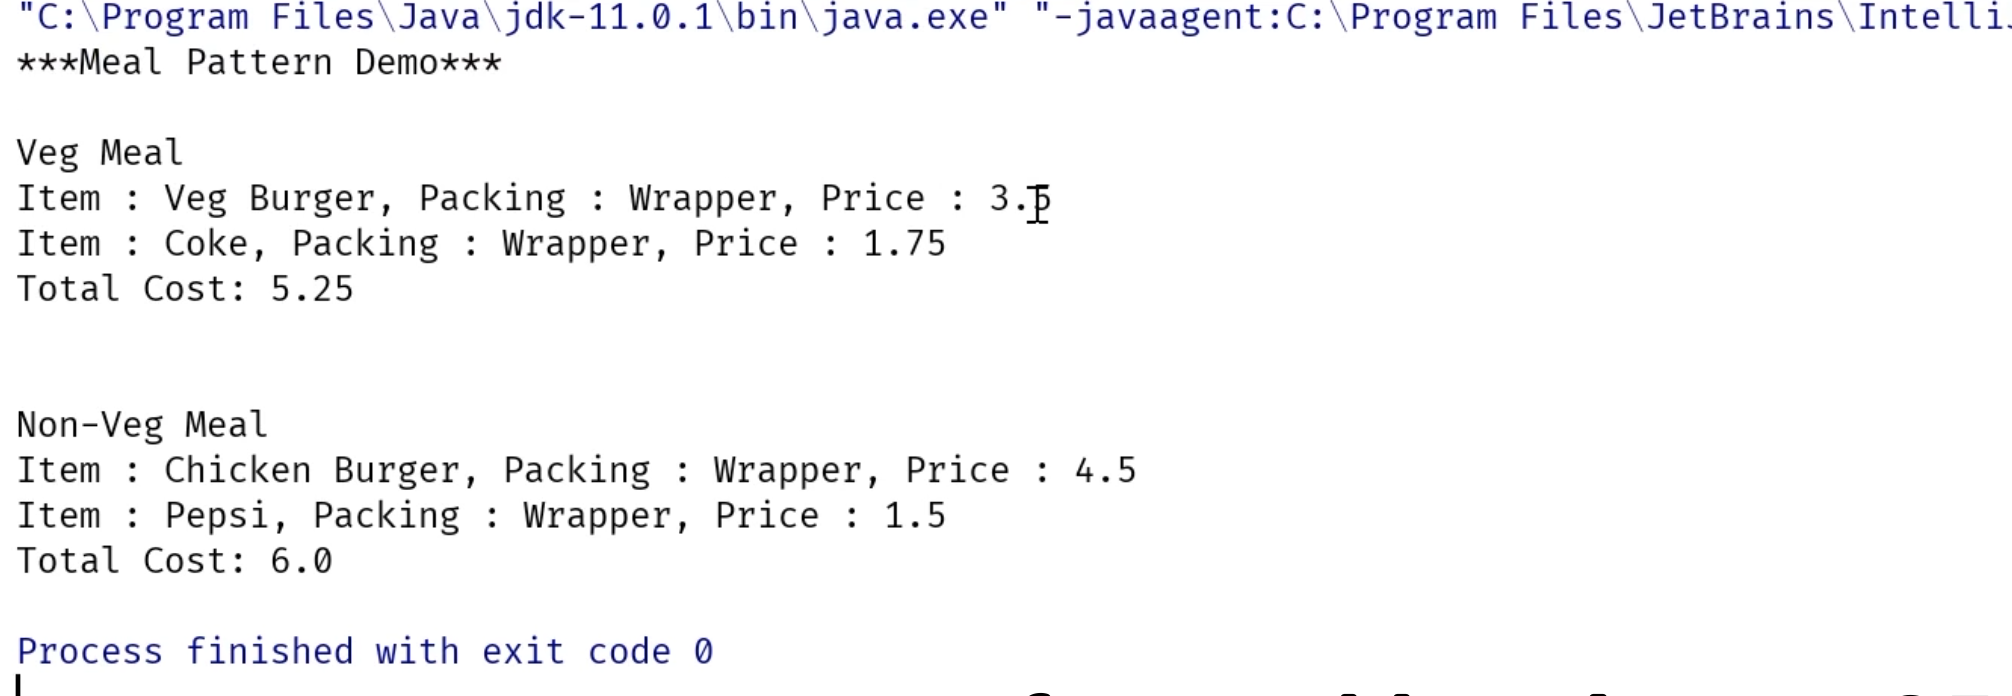 "C:\Program Files\Java\jdk-11.0.1\bin\java.exe" "-javaagent:C:\Program Files\JetBrains\Intelli
***Meal Pattern Demo***
Veg Meal
Item : Veg Burger, Packing : Wrapper, Price : 3.5
Item : Coke, Packing : Wrapper, Price : 1.75
Total Cost: 5.25
Non-Veg Meal
Item : Chicken Burger, Packing : Wrapper, Price : 4.5
Item : Pepsi, Packing : Wrapper, Price : 1.5
Total Cost: 6.0
Process finished with exit code 0